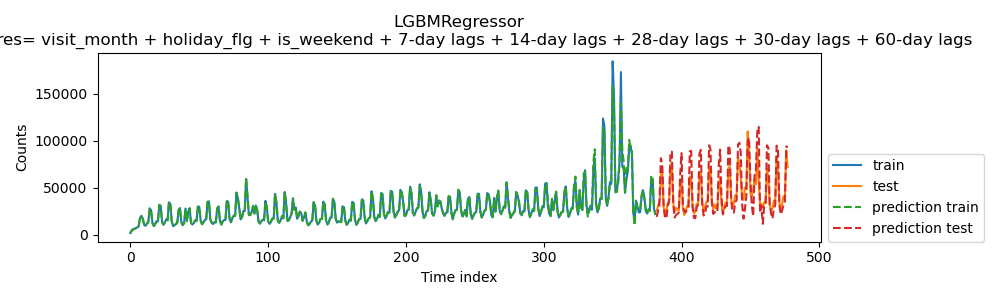 LGBMRegressor
res= visit_month + holiday_flg + is_weekend + 7-day lags + 14-day lags + 28-day lags + 30-day lags + 60-day lags
150000
100000
50000
0
Counts
0 100 200 300 400 500
Time index
train
test
prediction train
prediction test